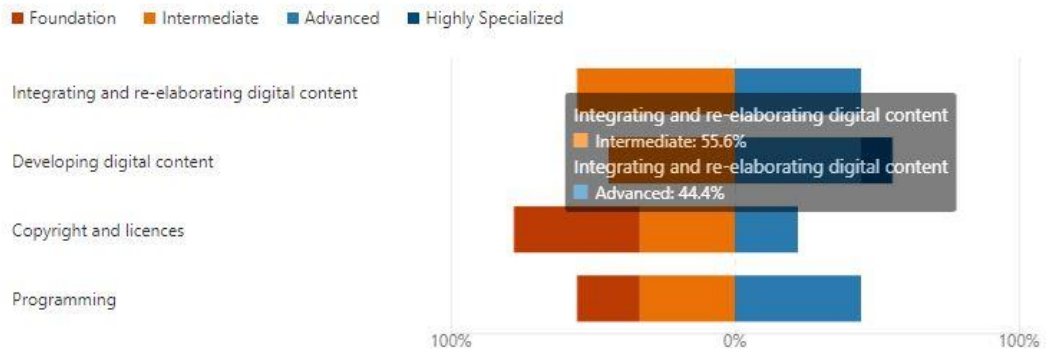 Foundation Intermediate Advanced Highly Specialized
Integrating and re-elaborating digital content
Integrating and re-elaborating digital content
Intermediate: 55.6%
Developing digital content
Integrating and re-elaborating digital content
Advanced: 44.4%
Copyright and licences
Programming
100% 0% 100%